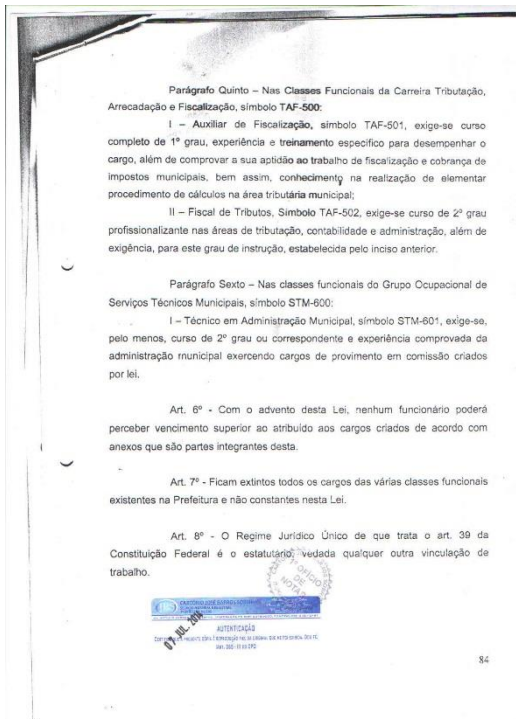 Parágrafo Quinto – Nas Classes Funcionais da Carreira Tributação,
Arrecadação e Fiscalização, símbolo TAF-500:
I – Auxiliar de Fiscalização, símbolo TAF-501, exige-se curso
completo de 1º grau, experiência e treinamento especifico para desempenhar o
cargo, além de comprovar a sua aptidão ao trabalho de fiscalização e cobrança de
impostos municipais, bem assim, conhecimento na realização de elementar
procedimento de cálculos na área tributária municipal;
II – Fiscal de Tributos, Símbolo TAF-502, exige-se curso de 2º grau
profissionalizante nas áreas de tributação, contabilidade e administração, além de
exigência, para este grau de instrução, estabelecida pelo inciso anterior.
Parágrafo Sexto – Nas classes funcionais do Grupo Ocupacional de
Serviços Técnicos Municipais, símbolo STM-600:
I – Técnico em Administração Municipal, símbolo STM-601, exige-se,
pelo menos, curso de 2º grau ou correspondente e experiência comprovada da
administração municipal exercendo cargos de provimento em comissão criados
por lei.
Art. 6º - Com o advento desta Lei, nenhum funcionário poderá
perceber vencimento superior ao atribuído aos cargos criados de acordo com
anexos que são partes integrantes desta.
Art. 7º - Ficam extintos todos os cargos das várias classes funcionais
existentes na Prefeitura e não constantes nesta Lei.
Art. 8º - O Regime Jurídico Único de que trata o art. 39 da
Constituição Federal é o estatutário, vedada qualquer outra vinculação de
trabalho.
1º OFÍCIO
DE
NOTAS
07 JUL. 2014
AUTENTICAÇÃO
84